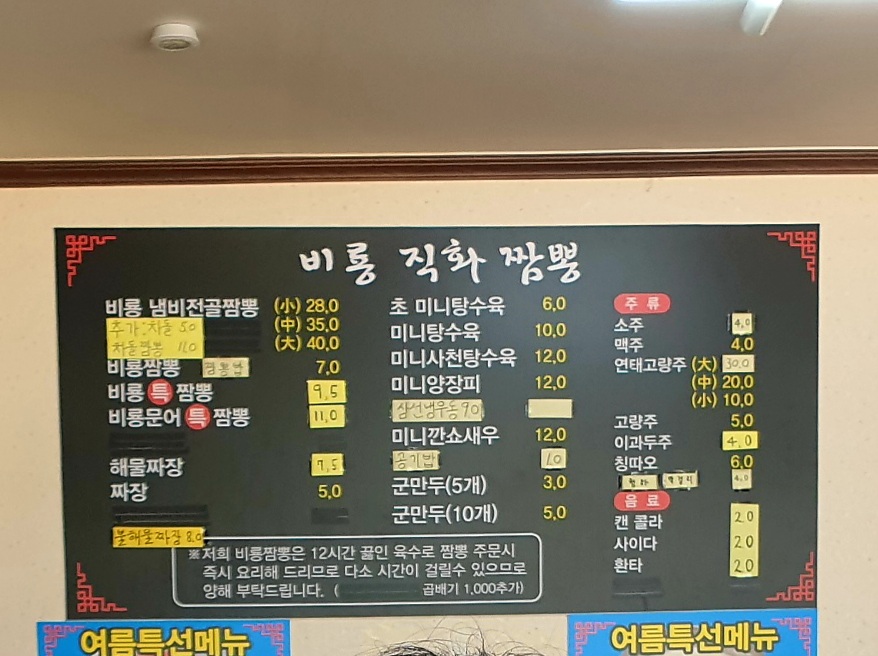 비룡 직화 짬뽕
비룡 냄비전골짬뽕 (小) 28,0
(中) 35,0
(大) 40,0
추가:차돌 5.0
차돌짬뽕 11.0
비룡짬뽕 짬뽕밥 7,0
비룡 특 짬뽕 9,5
비룡문어 특 짬뽕 11,0
해물짜장 7,5
짜장 5,0
불해물짜장 8.0
초 미니탕수육 6,0
미니탕수육 10,0
미니사천탕수육 12,0
미니양장피 12,0
삼선냉우동 9.0
미니깐쇼새우 12,0
공기밥 1.0
군만두(5개) 3,0
군만두(10개) 5,0
주 류
소주 4,0
맥주 4,0
연태고량주 (大) 30,0
(中) 20,0
(小) 10,0
고량주 5,0
이과두주 4,0
칭따오 6,0
막걸리 4,0
음 료
캔 콜라 2.0
사이다 2.0
환타 2.0
※저희 비룡짬뽕은 12시간 끓인 육수로 짬뽕 주문시
즉시 요리해 드리므로 다소 시간이 걸릴수 있으므로
양해 부탁드립니다. ( 곱배기 1,000추가)
여름특선메뉴
여름특선메뉴